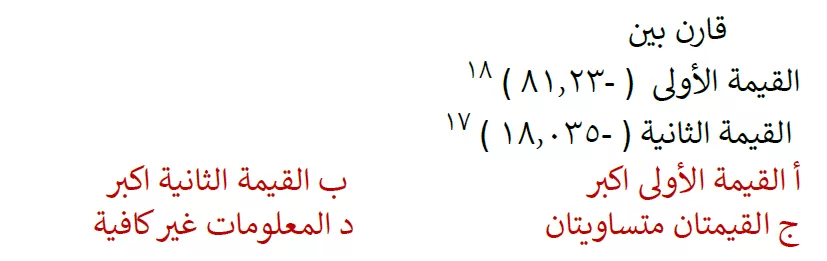 قارن بين
القيمة الأولى ( -٨١,٢٣ ) ١٨
القيمة الثانية ( -١٨,٠٣٥ ) ١٧
أ القيمة الأولى اكبر ب القيمة الثانية اكبر
ج القيمتان متساويتان د المعلومات غير كافية